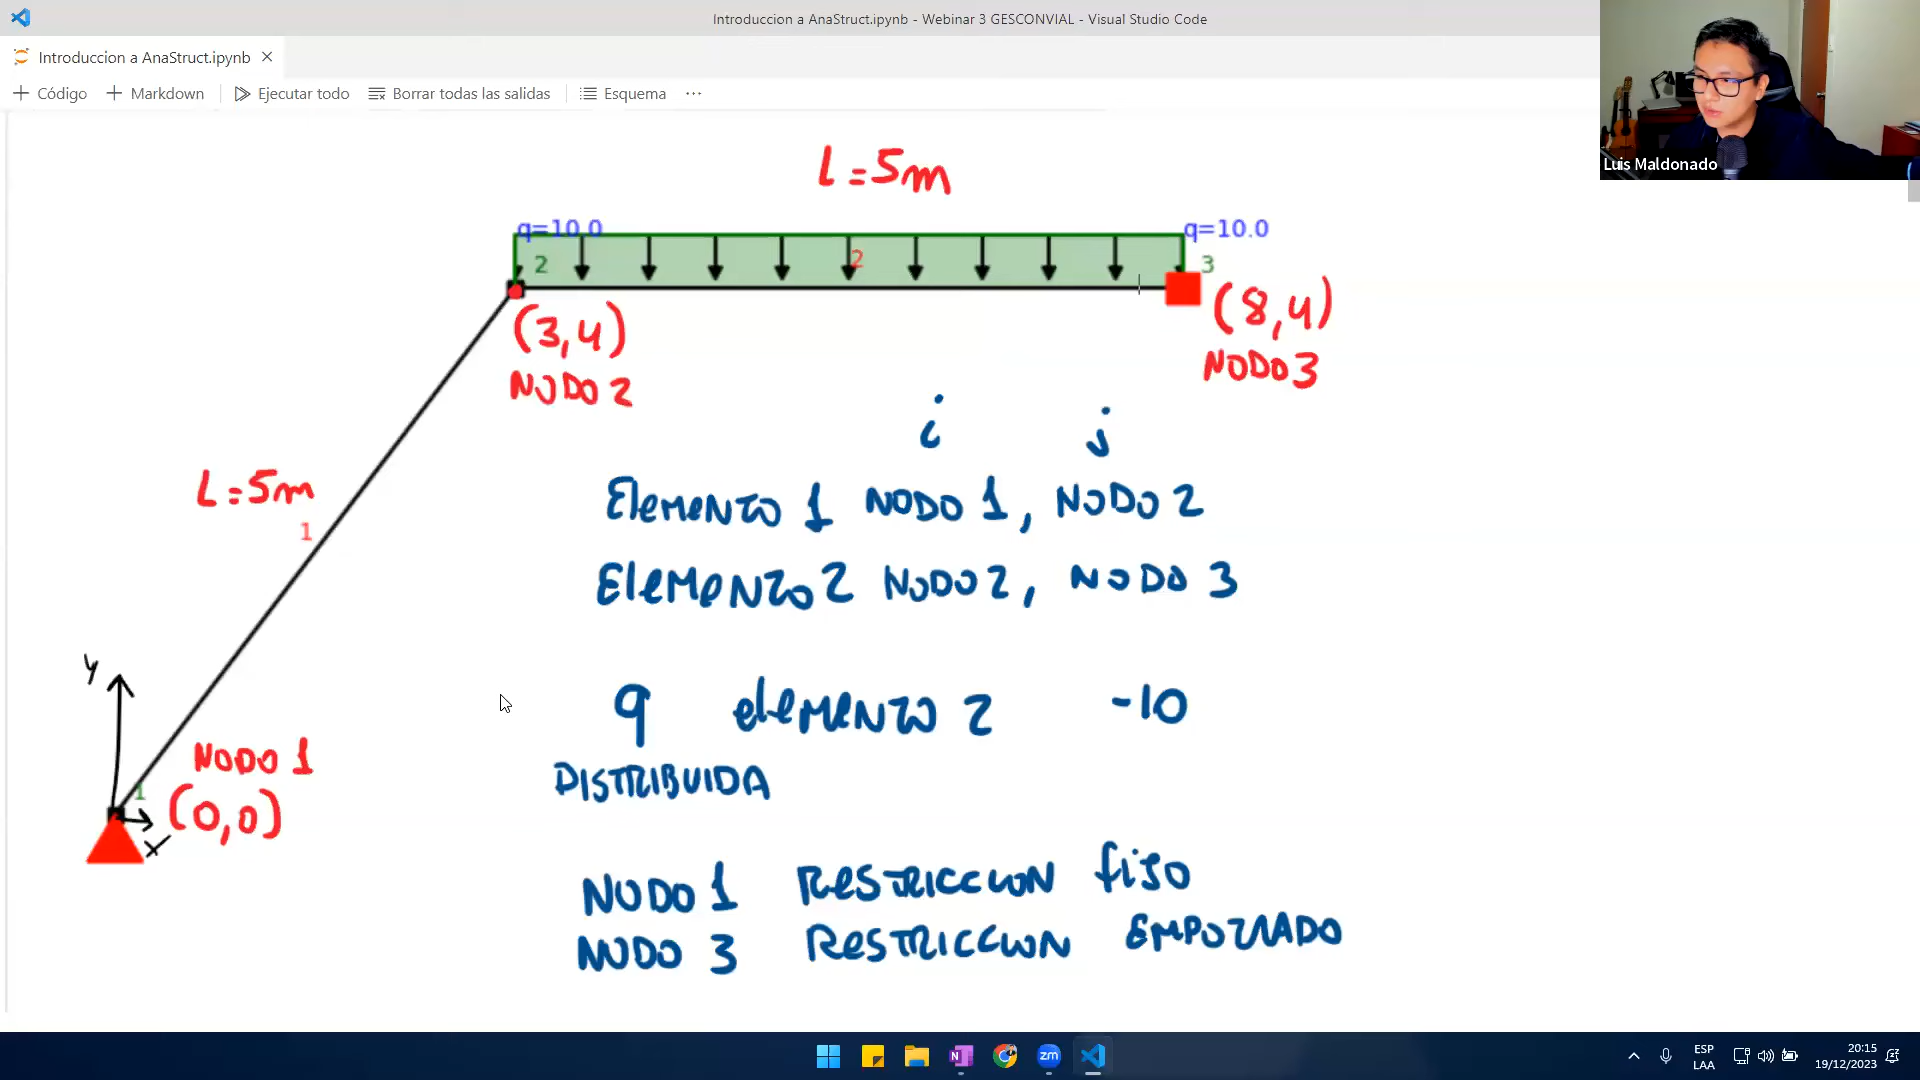 Introduccion a AnaStruct.ipynb - Webinar 3 GESCONVIAL - Visual Studio Code
Introduccion a AnaStruct.ipynb
Código Markdown Ejecutar todo Borrar todas las salidas Esquema ...
Luis Maldonado
L=5m
q=10.0 q=10.0
2 2 3
(3,4) (8,4)
NODO 2 NODO 3
i j
L=5m
1
Elemento 1 NODO 1, NODO 2
Elemento 2 NODO 2, NODO 3
y
q elemento 2 -10
DISTRIBUIDA
NODO 1
1
(0,0)
x
NODO 1 RESTRICCION fijo
NODO 3 RESTRICCION EMPOTRADO
zm
ESP
LAA
20:15
19/12/2023